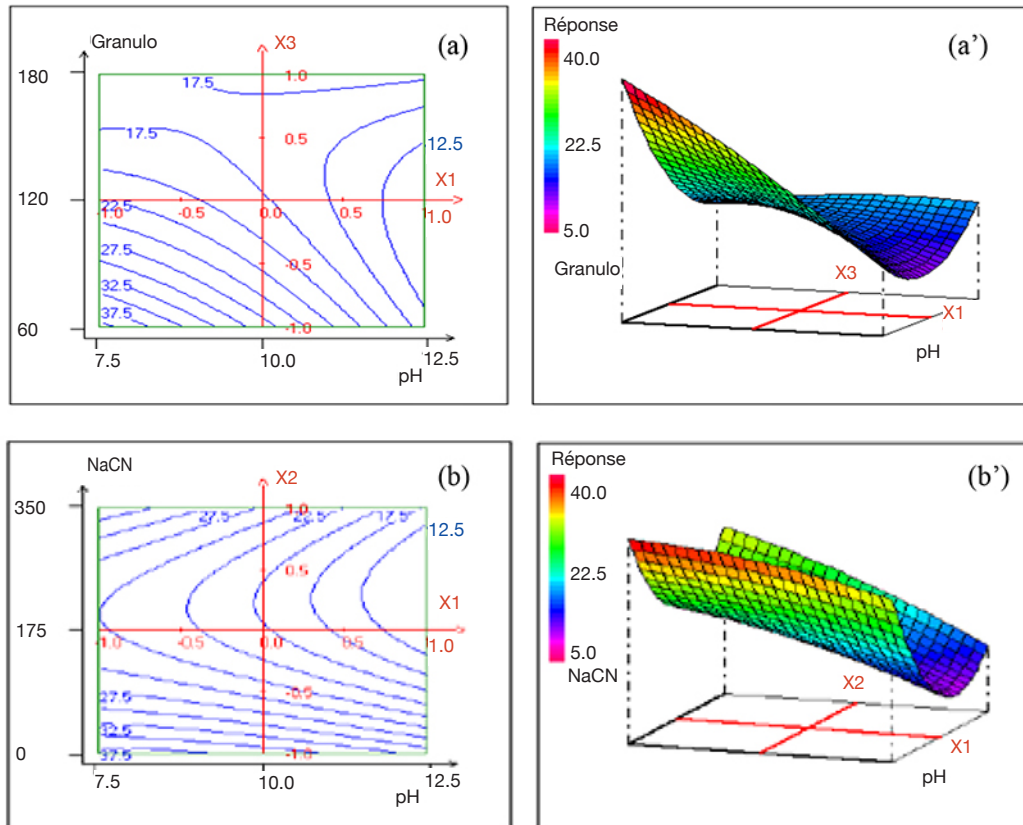 Granulo
X3
(a)
180
1.0
17.5
0.5
12.5
17.5
X1
120
-1.0
22.5
-0.5
0.0
0.5
1.0
27.5
-0.5
32.5
37.5
60
-1.0
7.5
10.0
12.5
pH
Réponse
(a')
40.0
22.5
5.0
Granulo
X3
X1
pH
NaCN
X2
(b)
350
1.0
27.5
22.5
17.5
12.5
0.5
X1
175
-1.0
-0.5
0.0
0.5
1.0
27.5
-0.5
32.5
0
37.5
-1.0
7.5
10.0
12.5
pH
Réponse
(b')
40.0
22.5
5.0
NaCN
X2
X1
pH